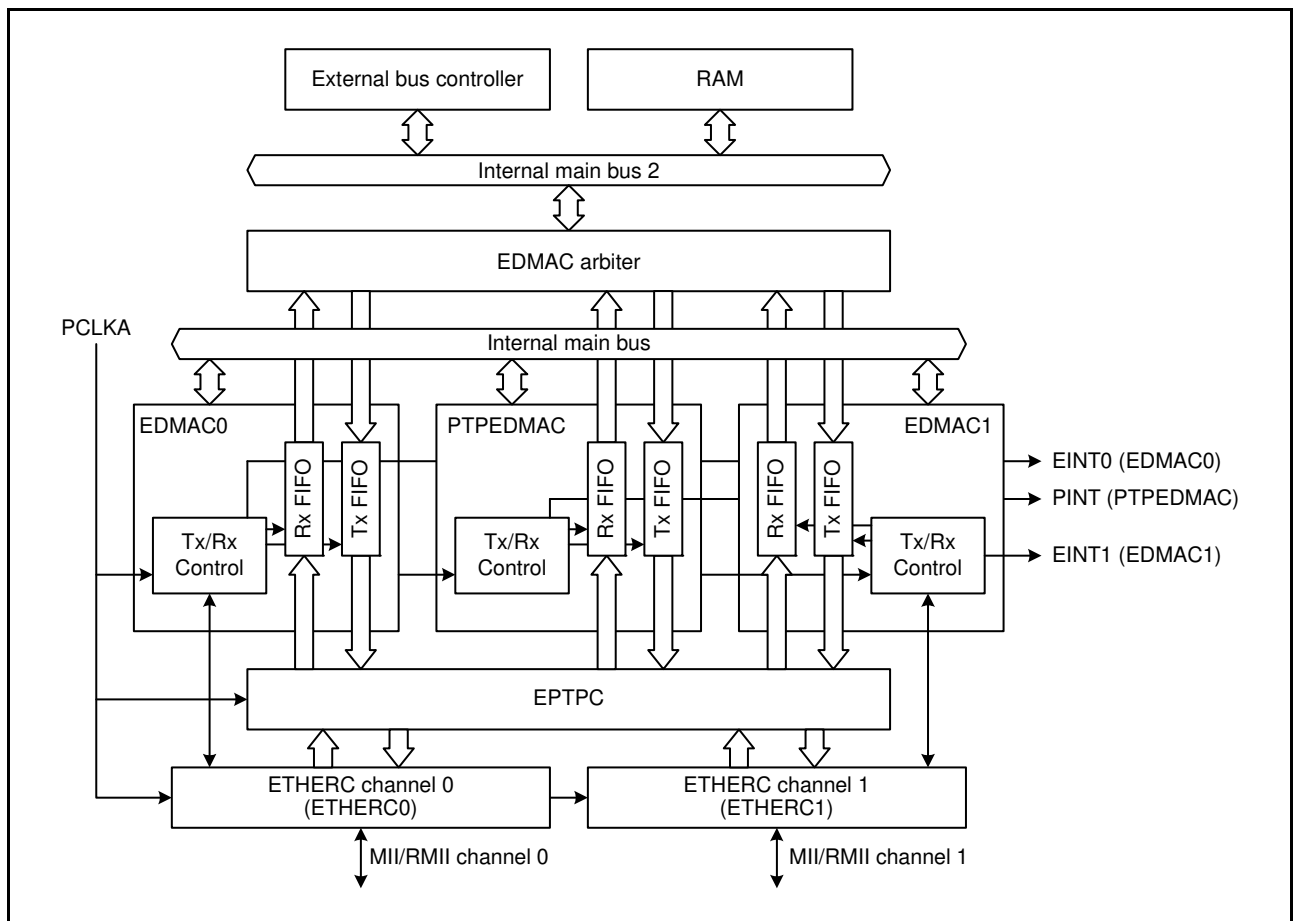 External bus controller
RAM
Internal main bus 2
EDMAC arbiter
PCLKA
Internal main bus
EDMAC0
PTPEDMAC
EDMAC1
Rx FIFO
Tx FIFO
Rx FIFO
Tx FIFO
Rx FIFO
Tx FIFO
EINT0 (EDMAC0)
PINT (PTPEDMAC)
EINT1 (EDMAC1)
Tx/Rx
Control
Tx/Rx
Control
Tx/Rx
Control
EPTPC
ETHERC channel 0
(ETHERC0)
ETHERC channel 1
(ETHERC1)
MII/RMII channel 0
MII/RMII channel 1